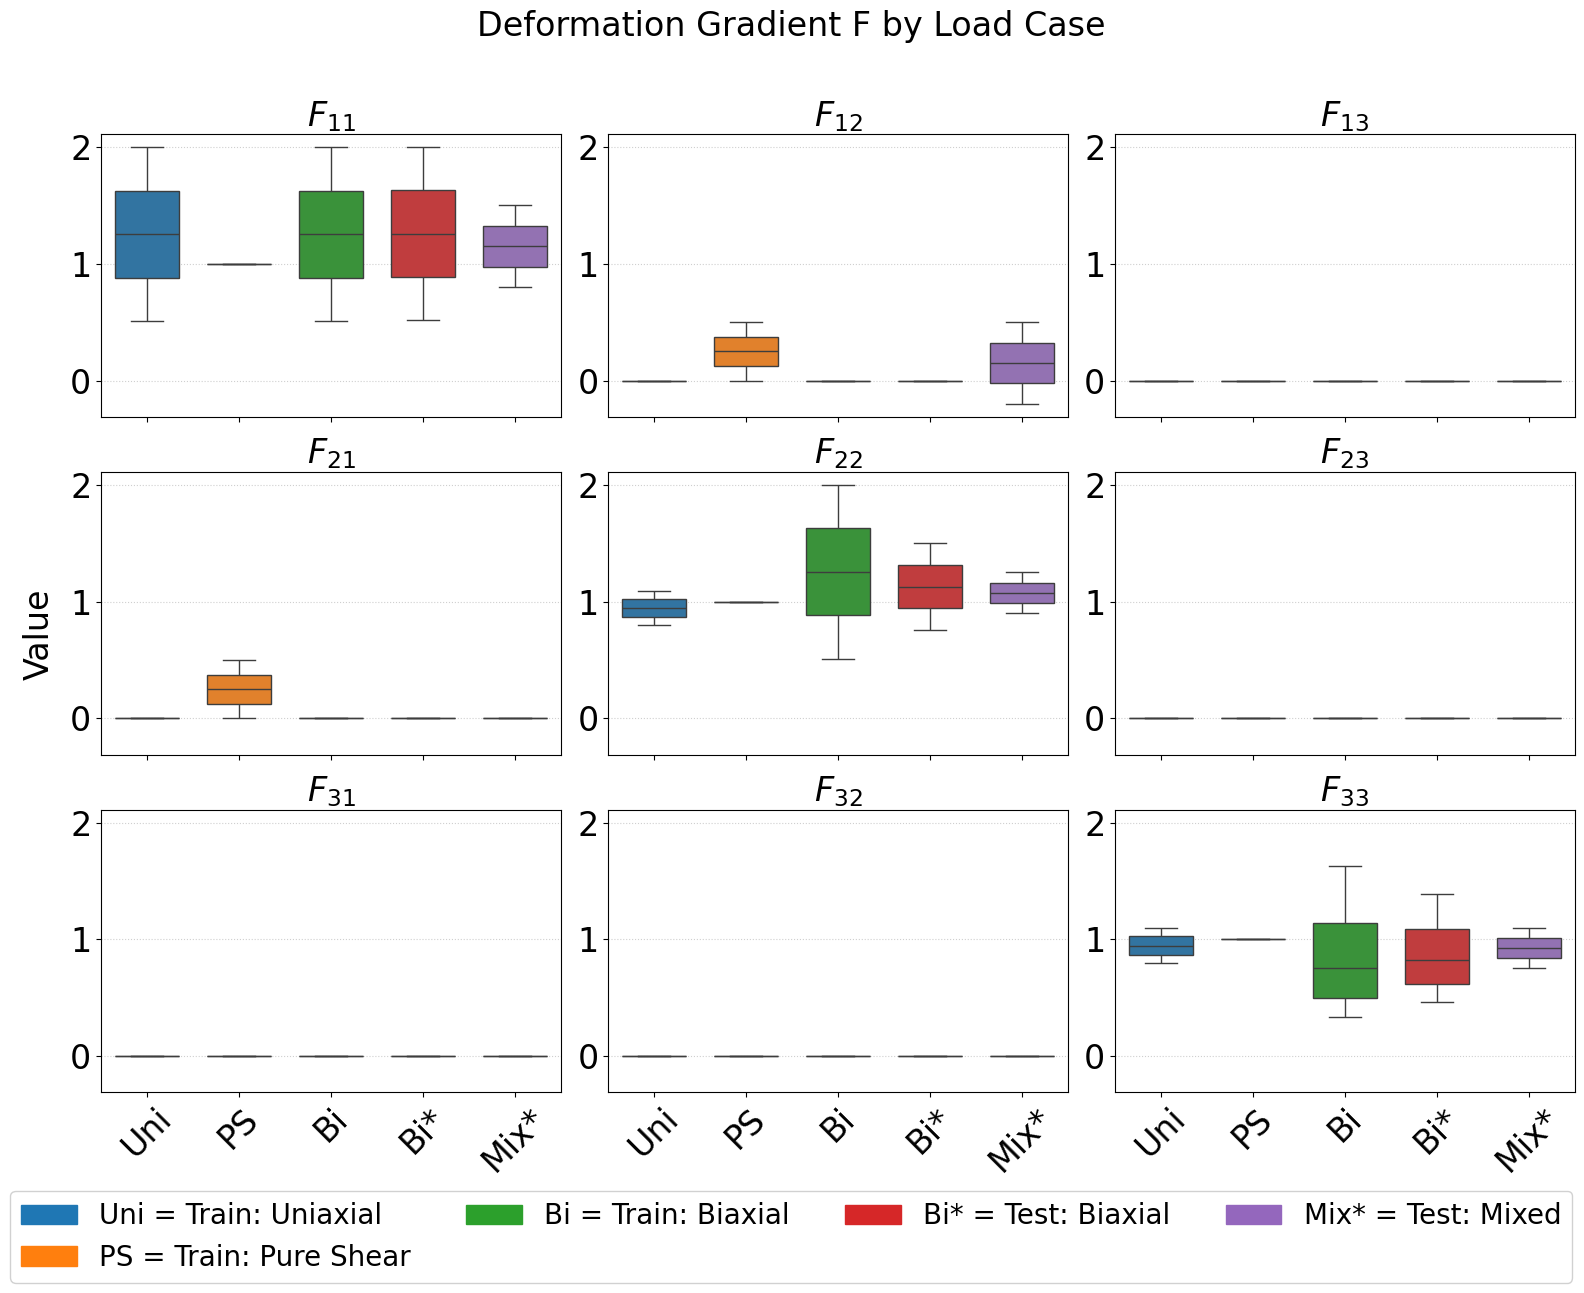 Deformation Gradient F by Load Case
F11 F12 F13
2 2 2
1 1 1
0 0 0
F21 F22 F23
2 2 2
1 1 1
0 0 0
Value
F31 F32 F33
2 2 2
1 1 1
0 0 0
Uni PS Bi Bi* Mix* Uni PS Bi Bi* Mix* Uni PS Bi Bi* Mix*
Uni = Train: Uniaxial Bi = Train: Biaxial Bi* = Test: Biaxial Mix* = Test: Mixed
PS = Train: Pure Shear